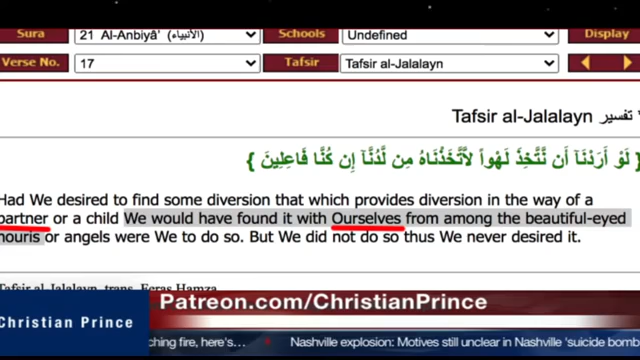 Sura 21 Al-Anbiyâ' (الأنبياء) Schools Undefined Display
Verse No. 17 Tafsir Tafsir al-Jalalayn
* تفسير Tafsir al-Jalalayn
{ لَوْ أَرَدْنَآ أَن نَّتَّخِذَ لَهْواً لاَّتَّخَذْنَاهُ مِن لَّدُنَّآ إِن كُنَّا فَاعِلِينَ }
Had We desired to find some diversion that which provides diversion in the way of a
partner or a child We would have found it with Ourselves from among the beautiful-eyed
houris or angels were We to do so. But We did not do so thus We never desired it.
Tafsir al-Jalalayn, trans. Feras Hamza
Patreon.com/ChristianPrince
Christian Prince
ching fire, here's… Nashville explosion: Motives still unclear in Nashville 'suicide bomb